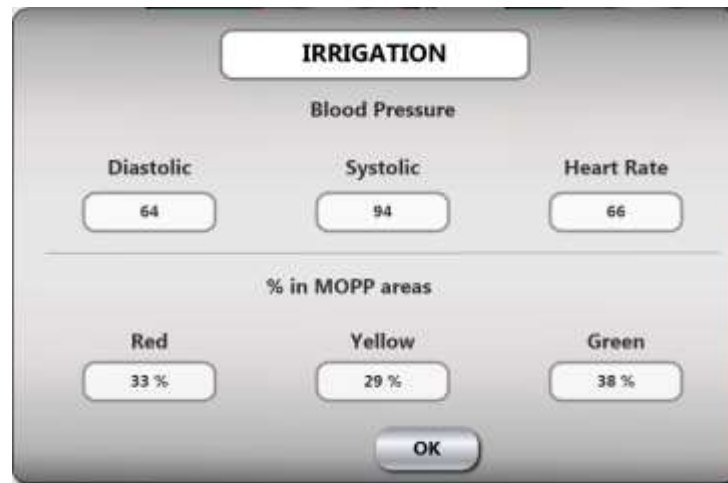 IRRIGATION
Blood Pressure
Diastolic Systolic Heart Rate
64 94 66
% in MOPP areas
Red Yellow Green
33 % 29 % 38 %
OK